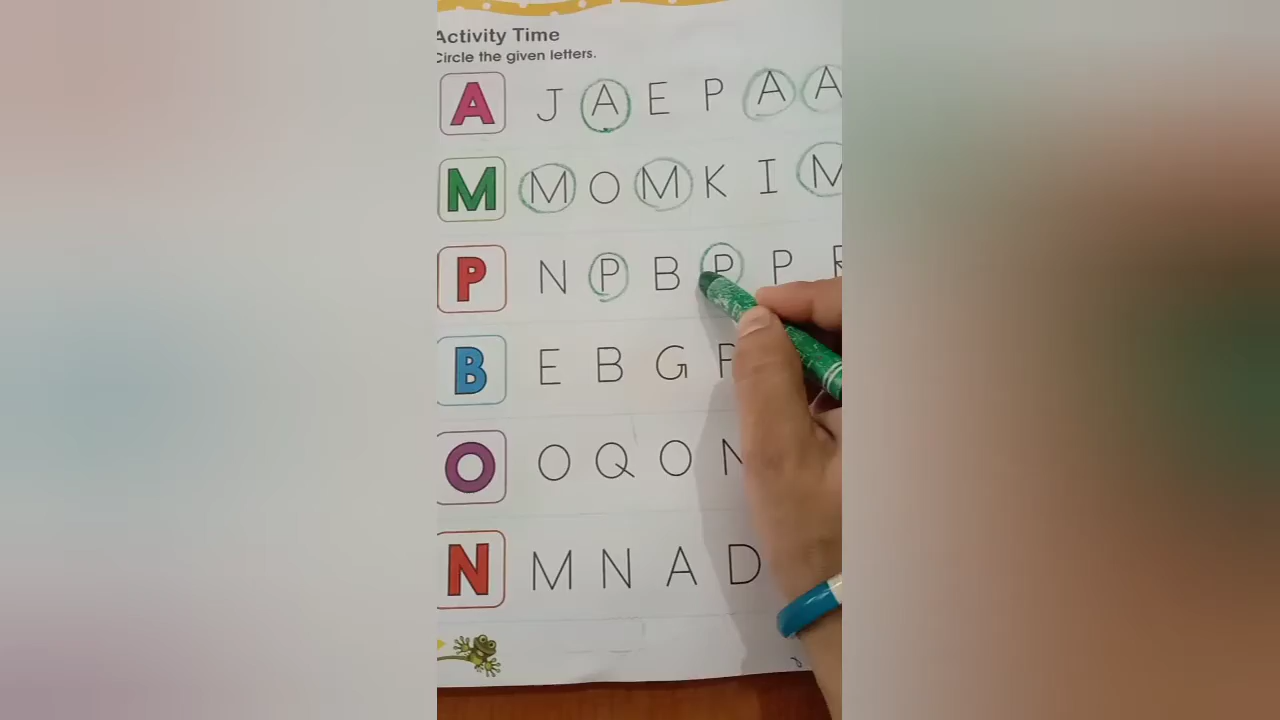 Activity Time
Circle the given letters.
A J A E P A A
M M O M K I M
P N P B P P
B E B G
O O Q O
N M N A D